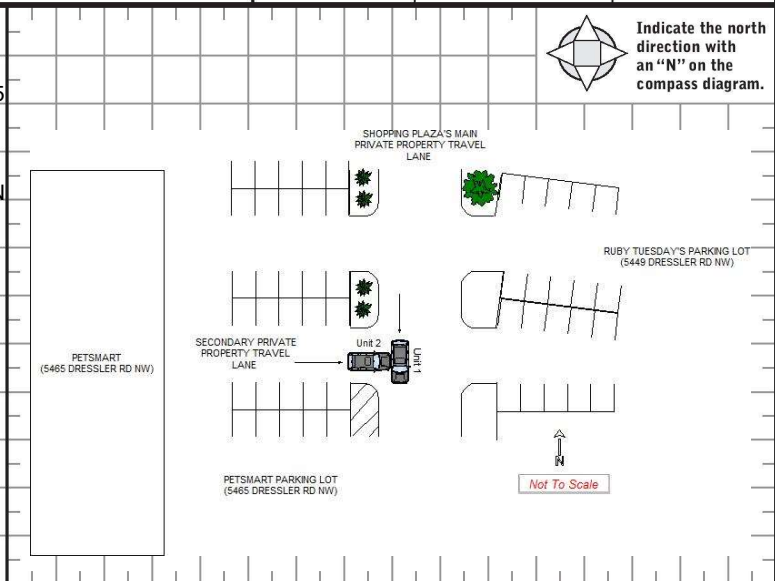 Indicate the north
direction with
an “N” on the
compass diagram.
SHOPPING PLAZA'S MAIN
PRIVATE PROPERTY TRAVEL
LANE
RUBY TUESDAY'S PARKING LOT
(5449 DRESSLER RD NW)
SECONDARY PRIVATE
PROPERTY TRAVEL
LANE
Unit 2
Unit 1
PETSMART
(5465 DRESSLER RD NW)
N
PETSMART PARKING LOT
(5465 DRESSLER RD NW)
Not To Scale